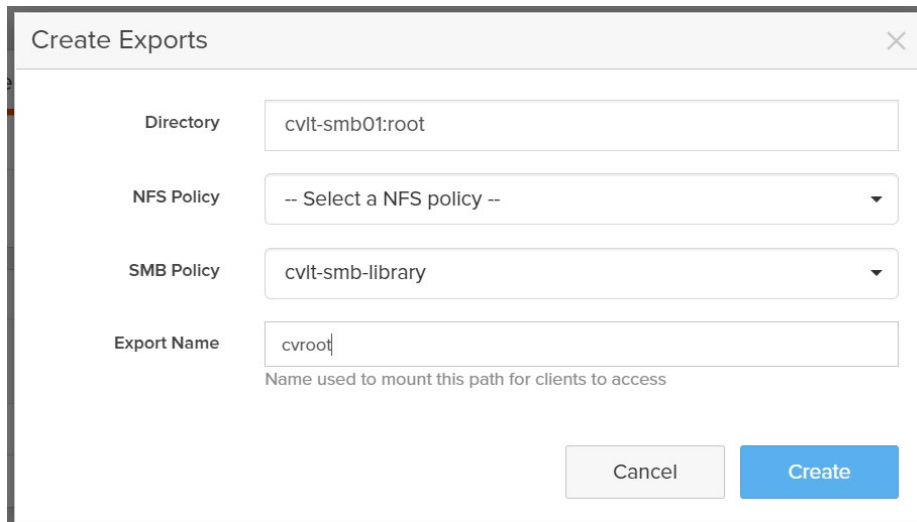 Create Exports
Directory
cvlt-smb01:root
NFS Policy
-- Select a NFS policy --
SMB Policy
cvlt-smb-library
Export Name
cvroot
Name used to mount this path for clients to access
Cancel
Create